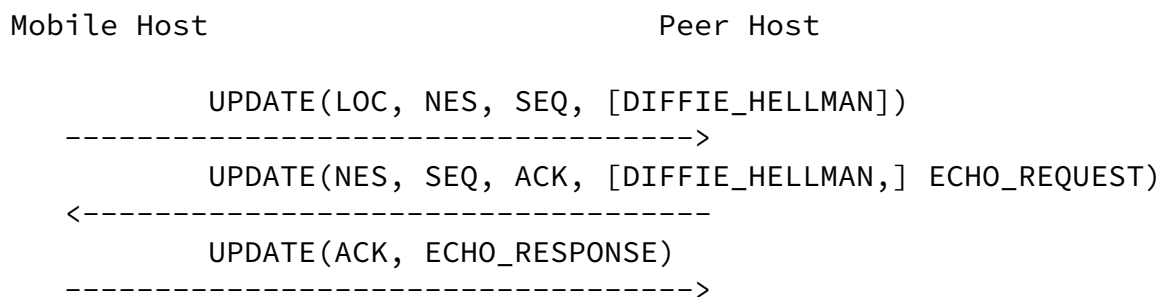 Mobile Host                         Peer Host
UPDATE(LOC, NES, SEQ, [DIFFIE_HELLMAN])
----------------------------------->
UPDATE(NES, SEQ, ACK, [DIFFIE_HELLMAN,] ECHO_REQUEST)
<-----------------------------------
UPDATE(ACK, ECHO_RESPONSE)
----------------------------------->